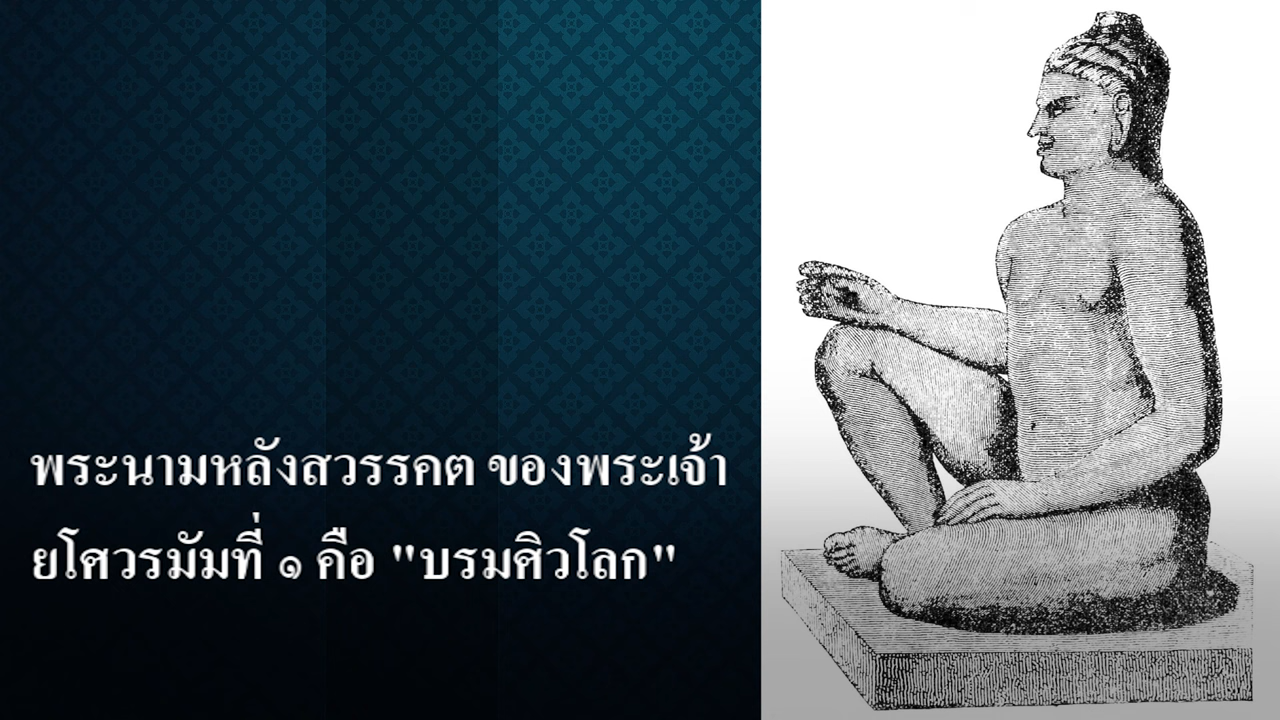 พระนามหลังสวรรคต ของพระเจ้า
ยโศวรมัมที่ ๑ คือ "บรมศิวโลก"